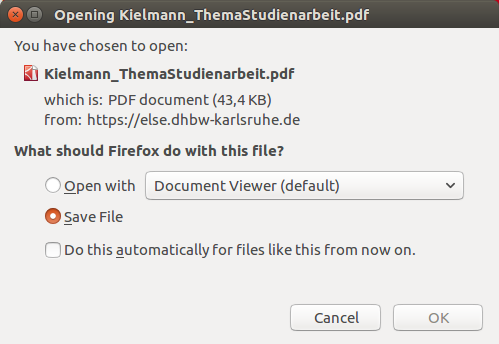 Opening Kielmann_ThemaStudienarbeit.pdf
You have chosen to open:
Kielmann_ThemaStudienarbeit.pdf
which is: PDF document (43,4 KB)
from: https://else.dhbw-karlsruhe.de
What should Firefox do with this file?
Open with Document Viewer (default)
Save File
Do this automatically for files like this from now on.
Cancel OK